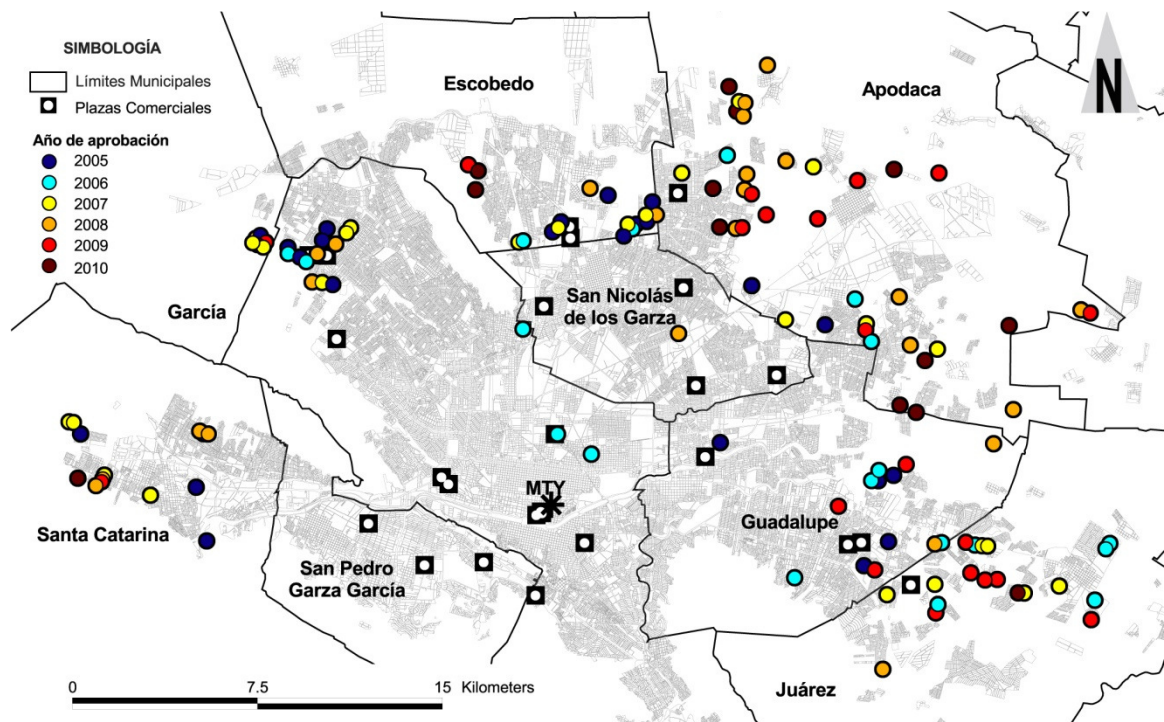 SIMBOLOGÍA
Límites Municipales
Plazas Comerciales
Año de aprobación
2005
2006
2007
2008
2009
2010
Escobedo
Apodaca
N
García
San Nicolás
de los Garza
MTY
Santa Catarina
Guadalupe
San Pedro
Garza García
Juárez
0 7.5 15 Kilometers